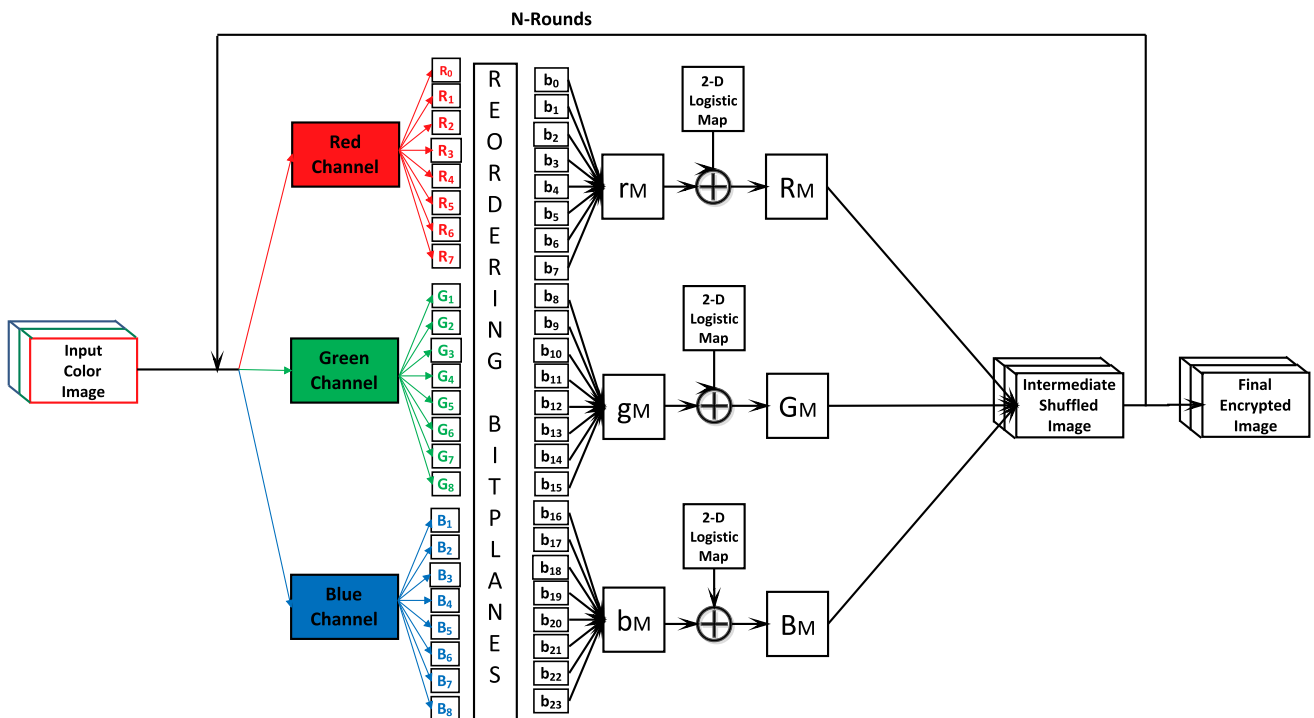 N-Rounds
Input
Color
Image
Red
Channel
Green
Channel
Blue
Channel
R0
R1
R2
R3
R4
R5
R6
R7
G1
G2
G3
G4
G5
G6
G7
G8
B1
B2
B3
B4
B5
B6
B7
B8
REORDERING BITPLANES
b0
b1
b2
b3
b4
b5
b6
b7
b8
b9
b10
b11
b12
b13
b14
b15
b16
b17
b18
b19
b20
b21
b22
b23
rM
gM
bM
2-D
Logistic
Map
2-D
Logistic
Map
2-D
Logistic
Map
RM
GM
BM
Intermediate
Shuffled
Image
Final
Encrypted
Image